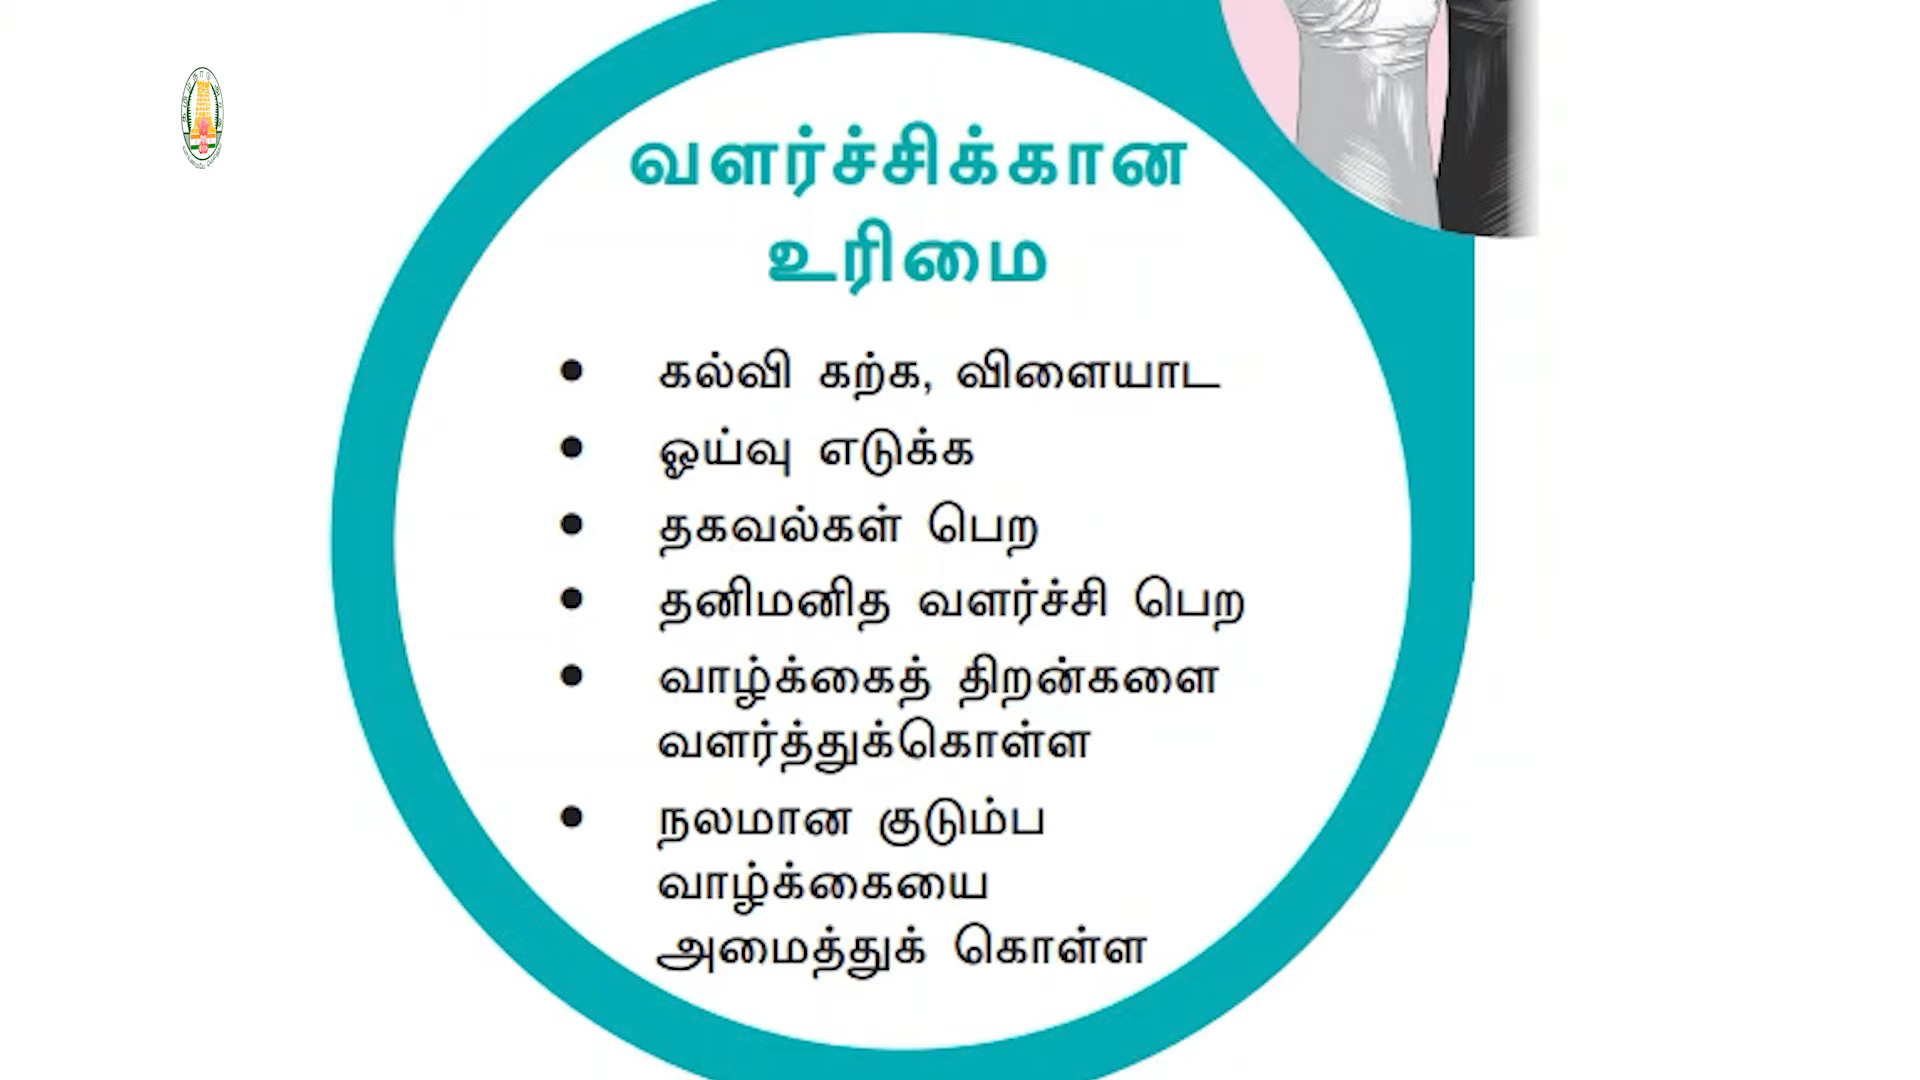 வளர்ச்சிக்கான
உரிமை
• கல்வி கற்க, விளையாட
• ஓய்வு எடுக்க
• தகவல்கள் பெற
• தனிமனித வளர்ச்சி பெற
• வாழ்க்கைத் திறன்களை
வளர்த்துக்கொள்ள
• நலமான குடும்ப
வாழ்க்கையை
அமைத்துக் கொள்ள